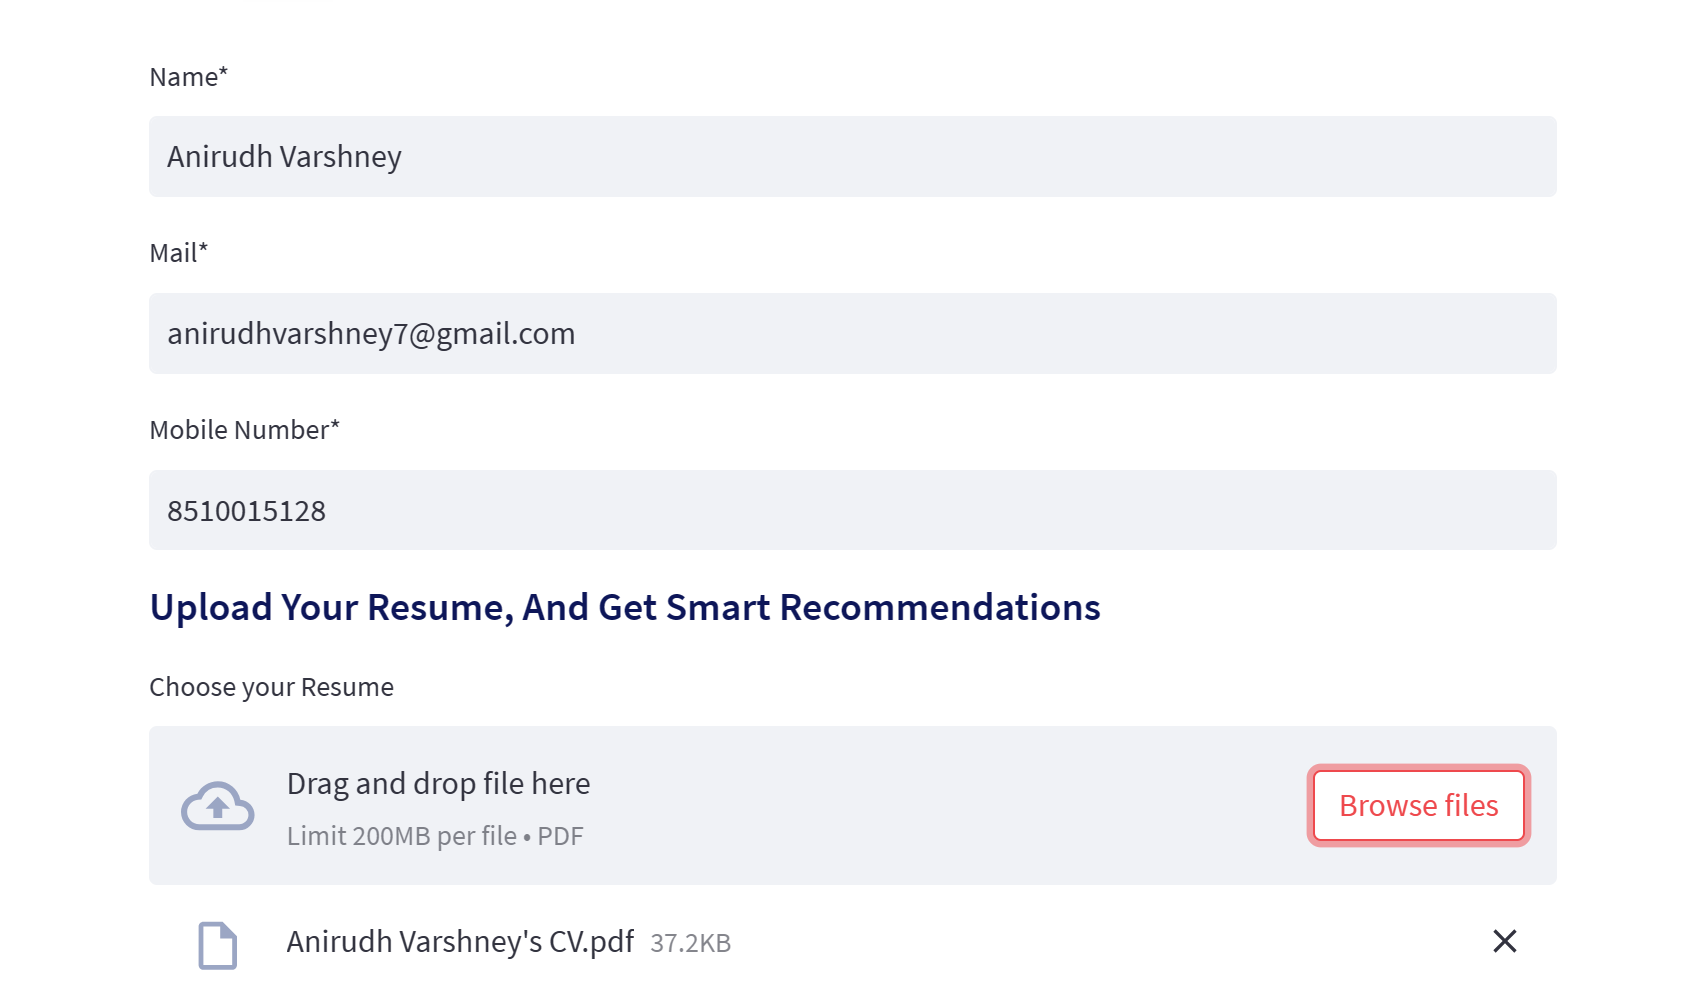 Name*
Anirudh Varshney
Mail*
anirudhvarshney7@gmail.com
Mobile Number*
8510015128
Upload Your Resume, And Get Smart Recommendations
Choose your Resume
Drag and drop file here
Browse files
Limit 200MB per file • PDF
Anirudh Varshney's CV.pdf 37.2KB